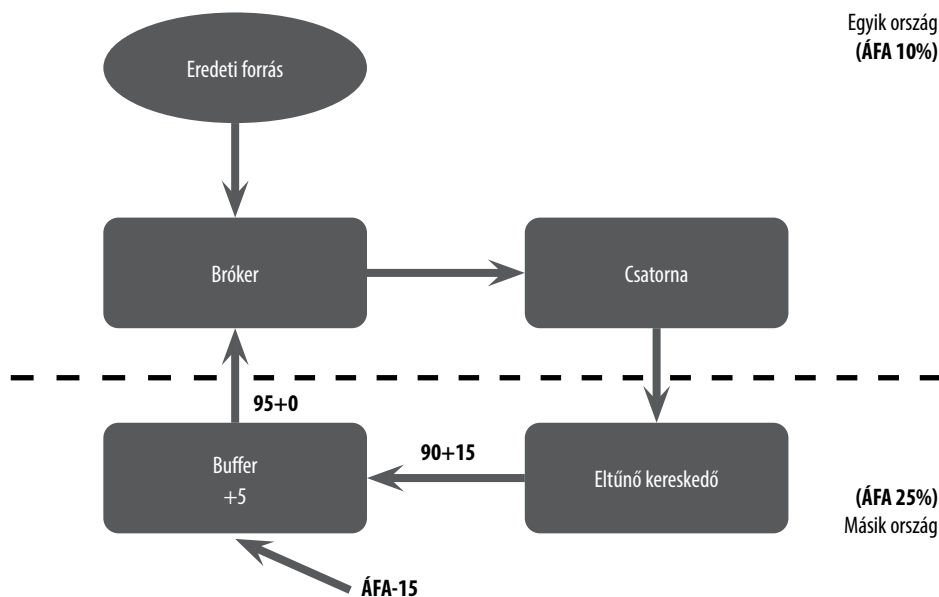 Egyik ország
(ÁFA 10%)
Eredeti forrás
Bróker
Csatorna
95+0
90+15
Buffer
+5
Eltűnő kereskedő
(ÁFA 25%)
Másik ország
ÁFA-15